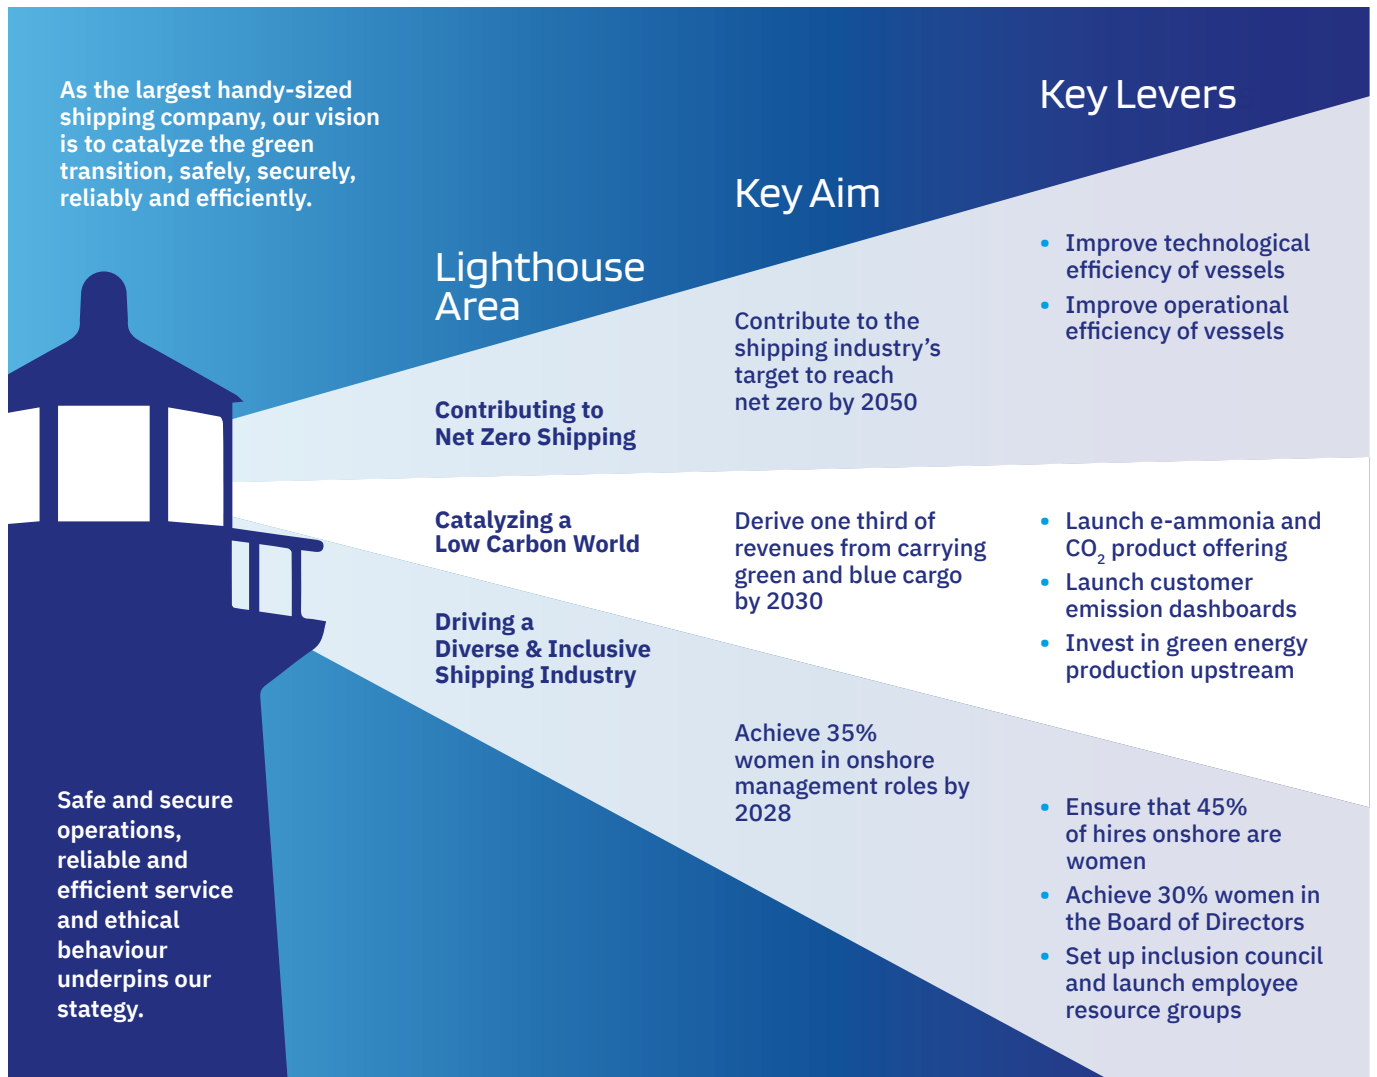 As the largest handy-sized
shipping company, our vision
is to catalyze the green
transition, safely, securely,
reliably and efficiently.
Lighthouse
Area
Key Aim
Key Levers
Contributing to
Net Zero Shipping
Contribute to the
shipping industry’s
target to reach
net zero by 2050
• Improve technological
efficiency of vessels
• Improve operational
efficiency of vessels
Catalyzing a
Low Carbon World
Derive one third of
revenues from carrying
green and blue cargo
by 2030
• Launch e-ammonia and
CO₂ product offering
• Launch customer
emission dashboards
• Invest in green energy
production upstream
Driving a
Diverse & Inclusive
Shipping Industry
Achieve 35%
women in onshore
management roles by
2028
• Ensure that 45%
of hires onshore are
women
• Achieve 30% women in
the Board of Directors
• Set up inclusion council
and launch employee
resource groups
Safe and secure
operations,
reliable and
efficient service
and ethical
behaviour
underpins our
stategy.